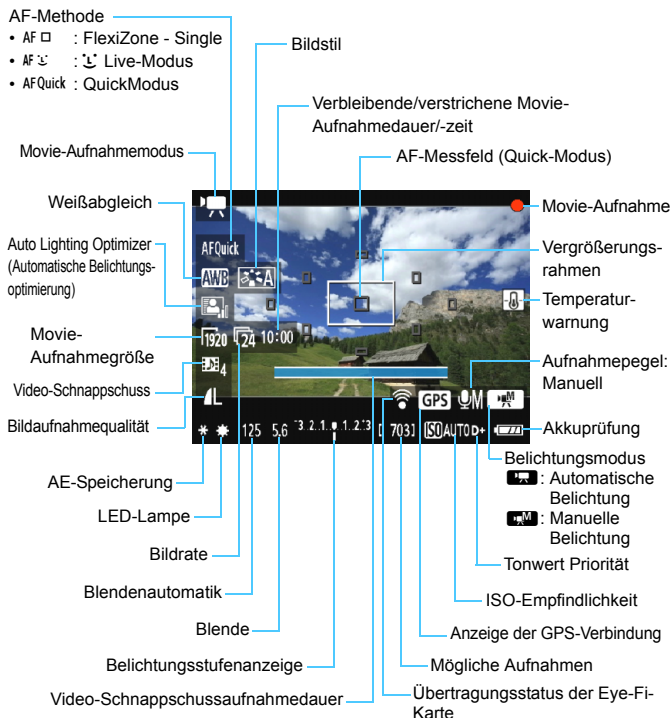 AF-Methode
• AF □ : FlexiZone - Single
• AF : Live-Modus
• AFQuick : QuickModus
Bildstil
Verbleibende/verstrichene Movie-
Aufnahmedauer/-zeit
AF-Messfeld (Quick-Modus)
Movie-Aufnahmemodus
Weißabgleich
Auto Lighting Optimizer
(Automatische Belichtungs-
optimierung)
Movie-
Aufnahmegröße
Video-Schnappschuss
Bildaufnahmequalität
AFQuick
AWB A
1920 24 10:00
4
L
GPS M M
* 125 5.6 -3..2..1..0..1..2.:3 [ 703] ISO AUTO D+
Movie-Aufnahme
Vergrößerungs-
rahmen
Temperatur-
warnung
Aufnahmepegel:
Manuell
Akkuprüfung
Belichtungsmodus
: Automatische
Belichtung
M : Manuelle
Belichtung
AE-Speicherung
LED-Lampe
Bildrate
Blendenautomatik
Blende
Belichtungsstufenanzeige
Video-Schnappschussaufnahmedauer
Tonwert Priorität
ISO-Empfindlichkeit
Anzeige der GPS-Verbindung
Mögliche Aufnahmen
Übertragungsstatus der Eye-Fi-
Karte